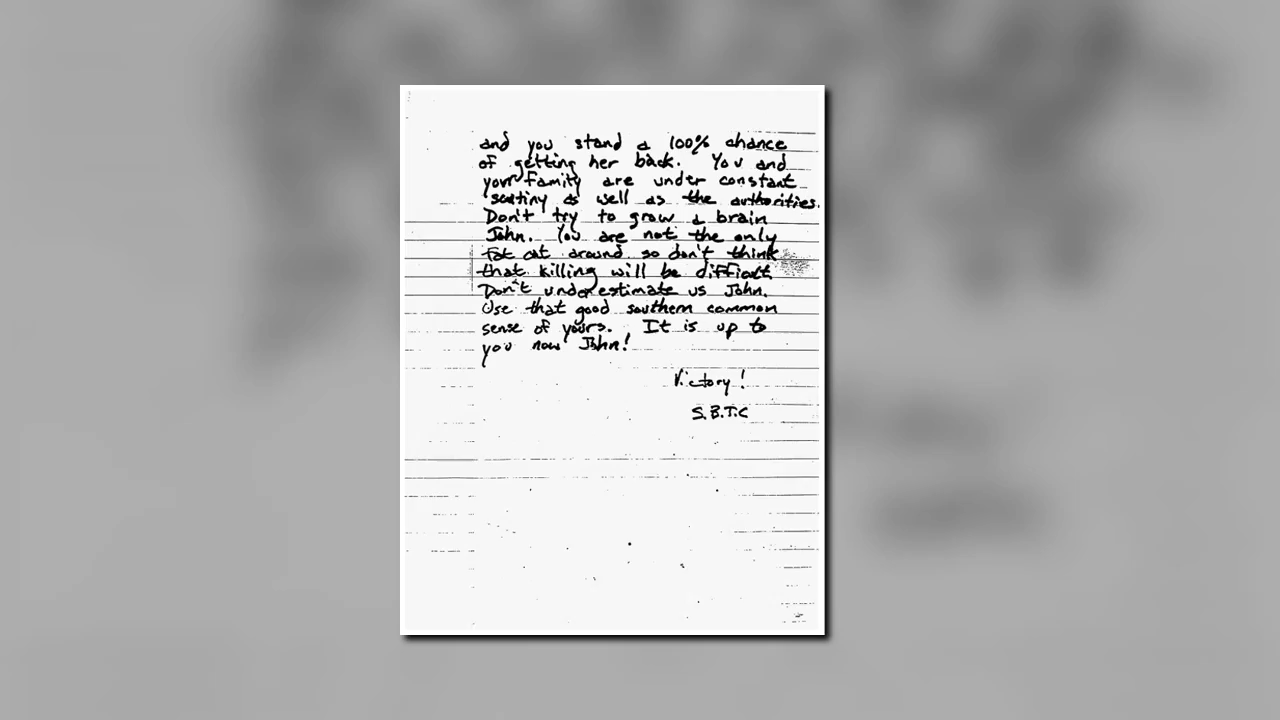 and you stand a 100% chance
of getting her back. You and
your family are under constant
scutiny as well as the authorities.
Don't try to grow a brain
John. You are not the only
fat cat around so don't think
that killing will be difficult.
Don't underestimate us John.
Use that good southern common
sense of yours. It is up to
you now John!
Victory!
S.B.T.C